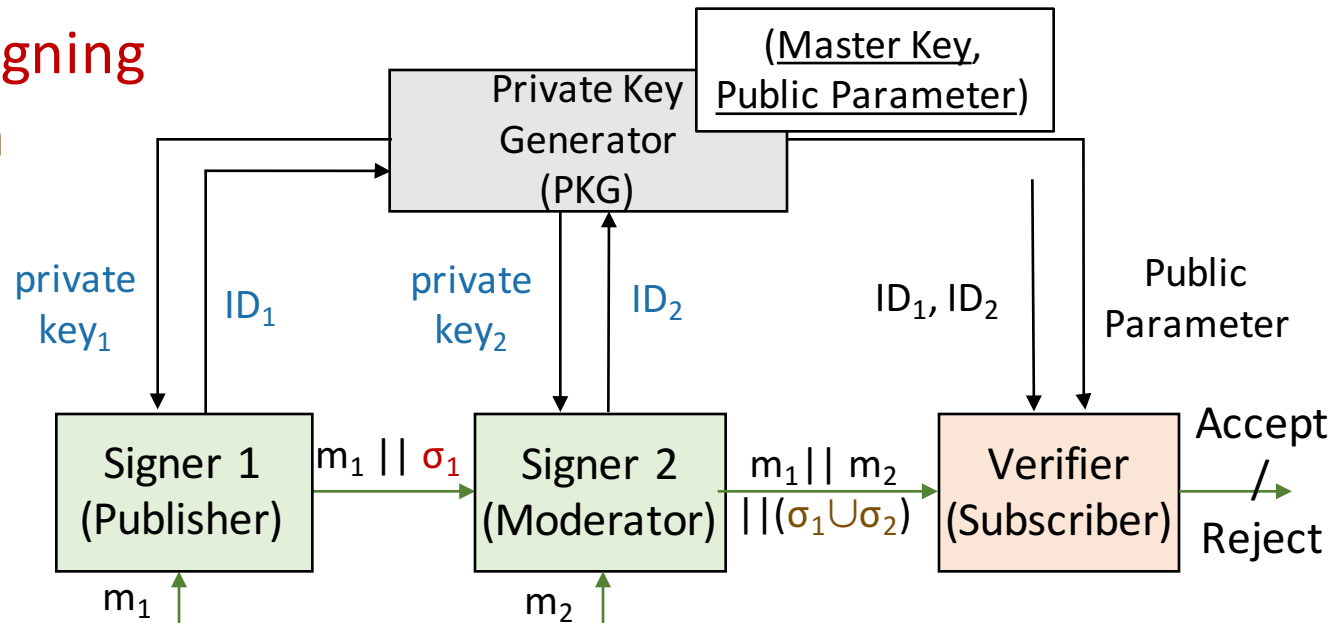 gning
(Master Key,
Public Parameter)
Private Key
Generator
(PKG)
private
key₁
ID₁
private
key₂
ID₂
ID₁, ID₂
Public
Parameter
Signer 1
(Publisher)
m₁ || σ₁
Signer 2
(Moderator)
m₁|| m₂
||(σ₁∪σ₂)
Verifier
(Subscriber)
Accept
/
Reject
m₁
m₂